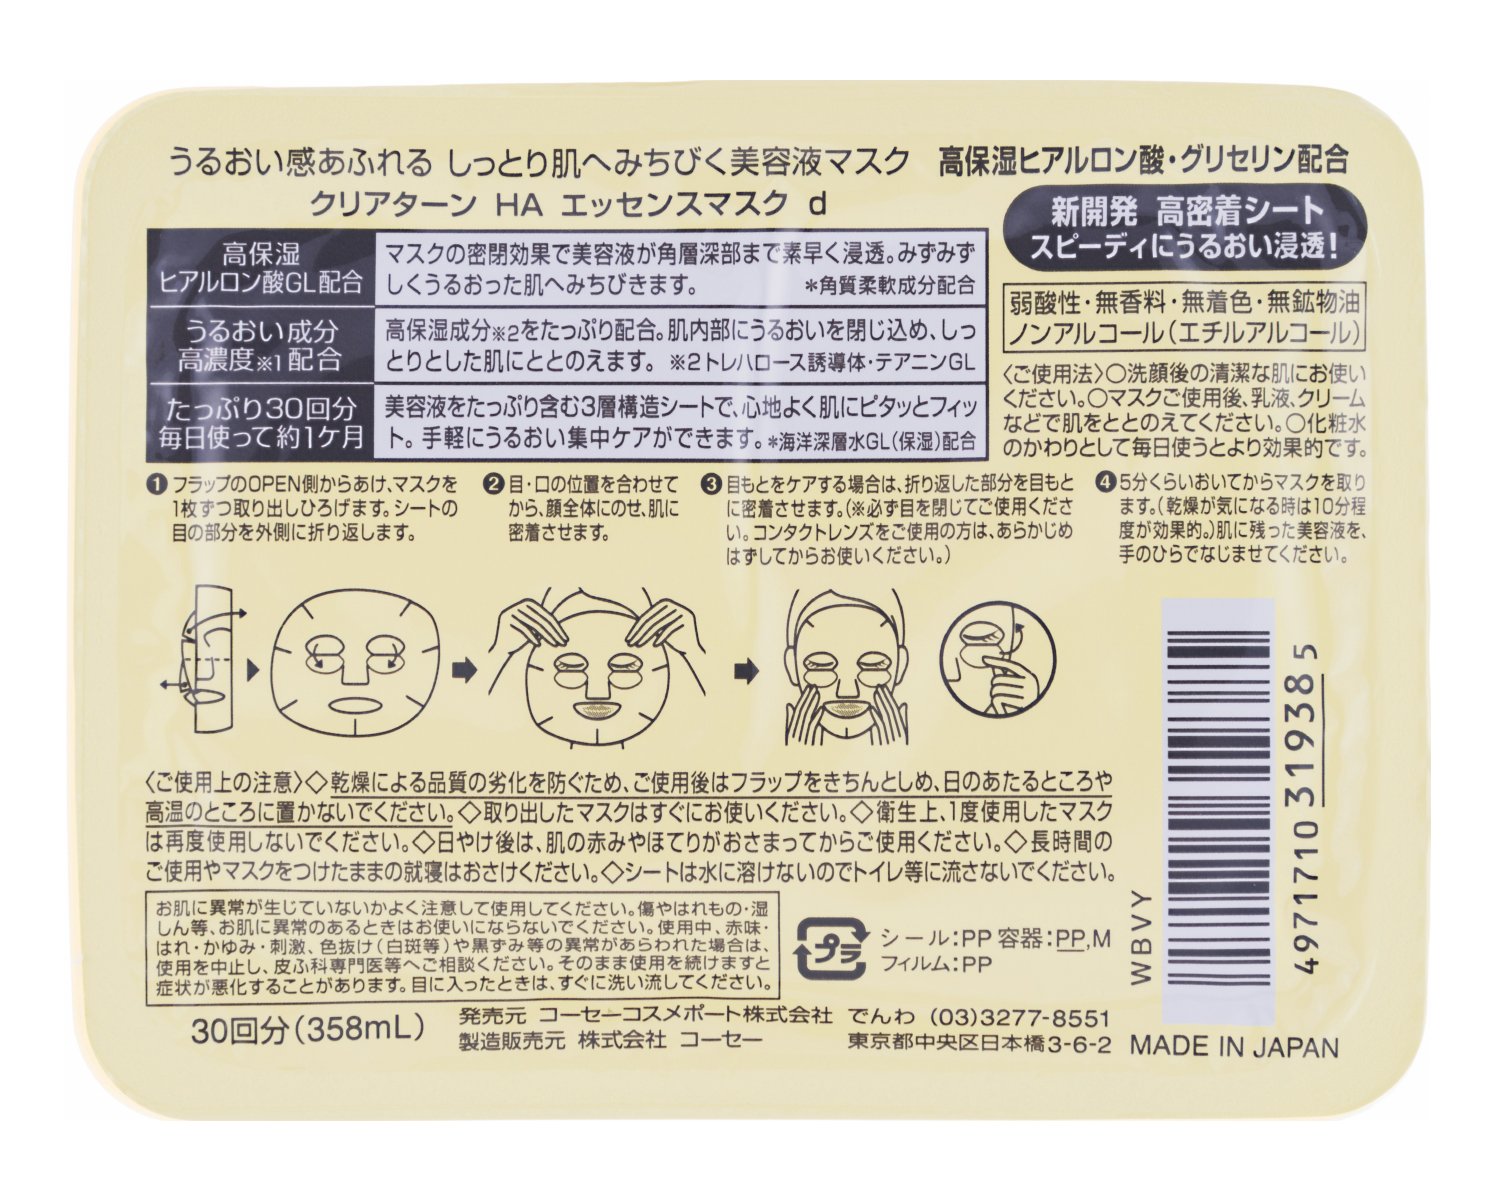 うるおい感あふれる しっとり肌へみちびく美容液マスク
クリアターン HA エッセンスマスク d
高保湿ヒアルロン酸・グリセリン配合
新開発 高密着シート
スピーディにうるおい浸透!
高保湿
ヒアルロン酸GL配合
マスクの密閉効果で美容液が角層深部まで素早く浸透。みずみず
しくうるおった肌へみちびきます。 *角質柔軟成分配合
うるおい成分
高濃度※1配合
高保湿成分※2をたっぷり配合。肌内部にうるおいを閉じ込め、しっ
とりとした肌にととのえます。 ※2トレハロース誘導体・テアニンGL
たっぷり30回分
毎日使って約1ケ月
美容液をたっぷり含む3層構造シートで、心地よく肌にピタッとフィッ
ト。手軽にうるおい集中ケアができます。*海洋深層水GL(保湿)配合
弱酸性・無香料・無着色・無鉱物油
ノンアルコール(エチルアルコール)
〈ご使用法〉○洗顔後の清潔な肌にお使い
ください。○マスクご使用後、乳液、クリーム
などで肌をととのえてください。○化粧水
のかわりとして毎日使うとより効果的です。
❶ フラップのOPEN側からあけ、マスクを
1枚ずつ取り出しひろげます。シートの
目の部分を外側に折り返します。
❷ 目・口の位置を合わせて
から、顔全体にのせ、肌に
密着させます。
❸ 目もとをケアする場合は、折り返した部分を目もと
に密着させます。(※必ず目を閉じてご使用くださ
い。コンタクトレンズをご使用の方は、あらかじめ
はずしてからお使いください。)
❹ 5分くらいおいてからマスクを取り
ます。(乾燥が気になる時は10分程
度が効果的。)肌に残った美容液を、
手のひらでなじませてください。
〈ご使用上の注意〉◇乾燥による品質の劣化を防ぐため、ご使用後はフラップをきちんとしめ、日のあたるところや
高温のところに置かないでください。◇取り出したマスクはすぐにお使いください。◇衛生上、1度使用したマスク
は再度使用しないでください。◇日やけ後は、肌の赤みやほてりがおさまってからご使用ください。◇長時間の
ご使用やマスクをつけたままの就寝はおさけください。◇シートは水に溶けないのでトイレ等に流さないでください。
お肌に異常が生じていないかよく注意して使用してください。傷やはれもの・湿
しん等、お肌に異常のあるときはお使いにならないでください。使用中、赤味・
はれ・かゆみ・刺激、色抜け(白斑等)や黒ずみ等の異常があらわれた場合は、
使用を中止し、皮ふ科専門医等へご相談ください。そのまま使用を続けますと
症状が悪化することがあります。目に入ったときは、すぐに洗い流してください。
プラ
シール:PP 容器:PP,M
フィルム:PP
30回分(358mL)
発売元 コーセーコスメポート株式会社 でんわ (03)3277-8551
製造販売元 株式会社 コーセー 東京都中央区日本橋3-6-2
WBVY
4971710319385
MADE IN JAPAN